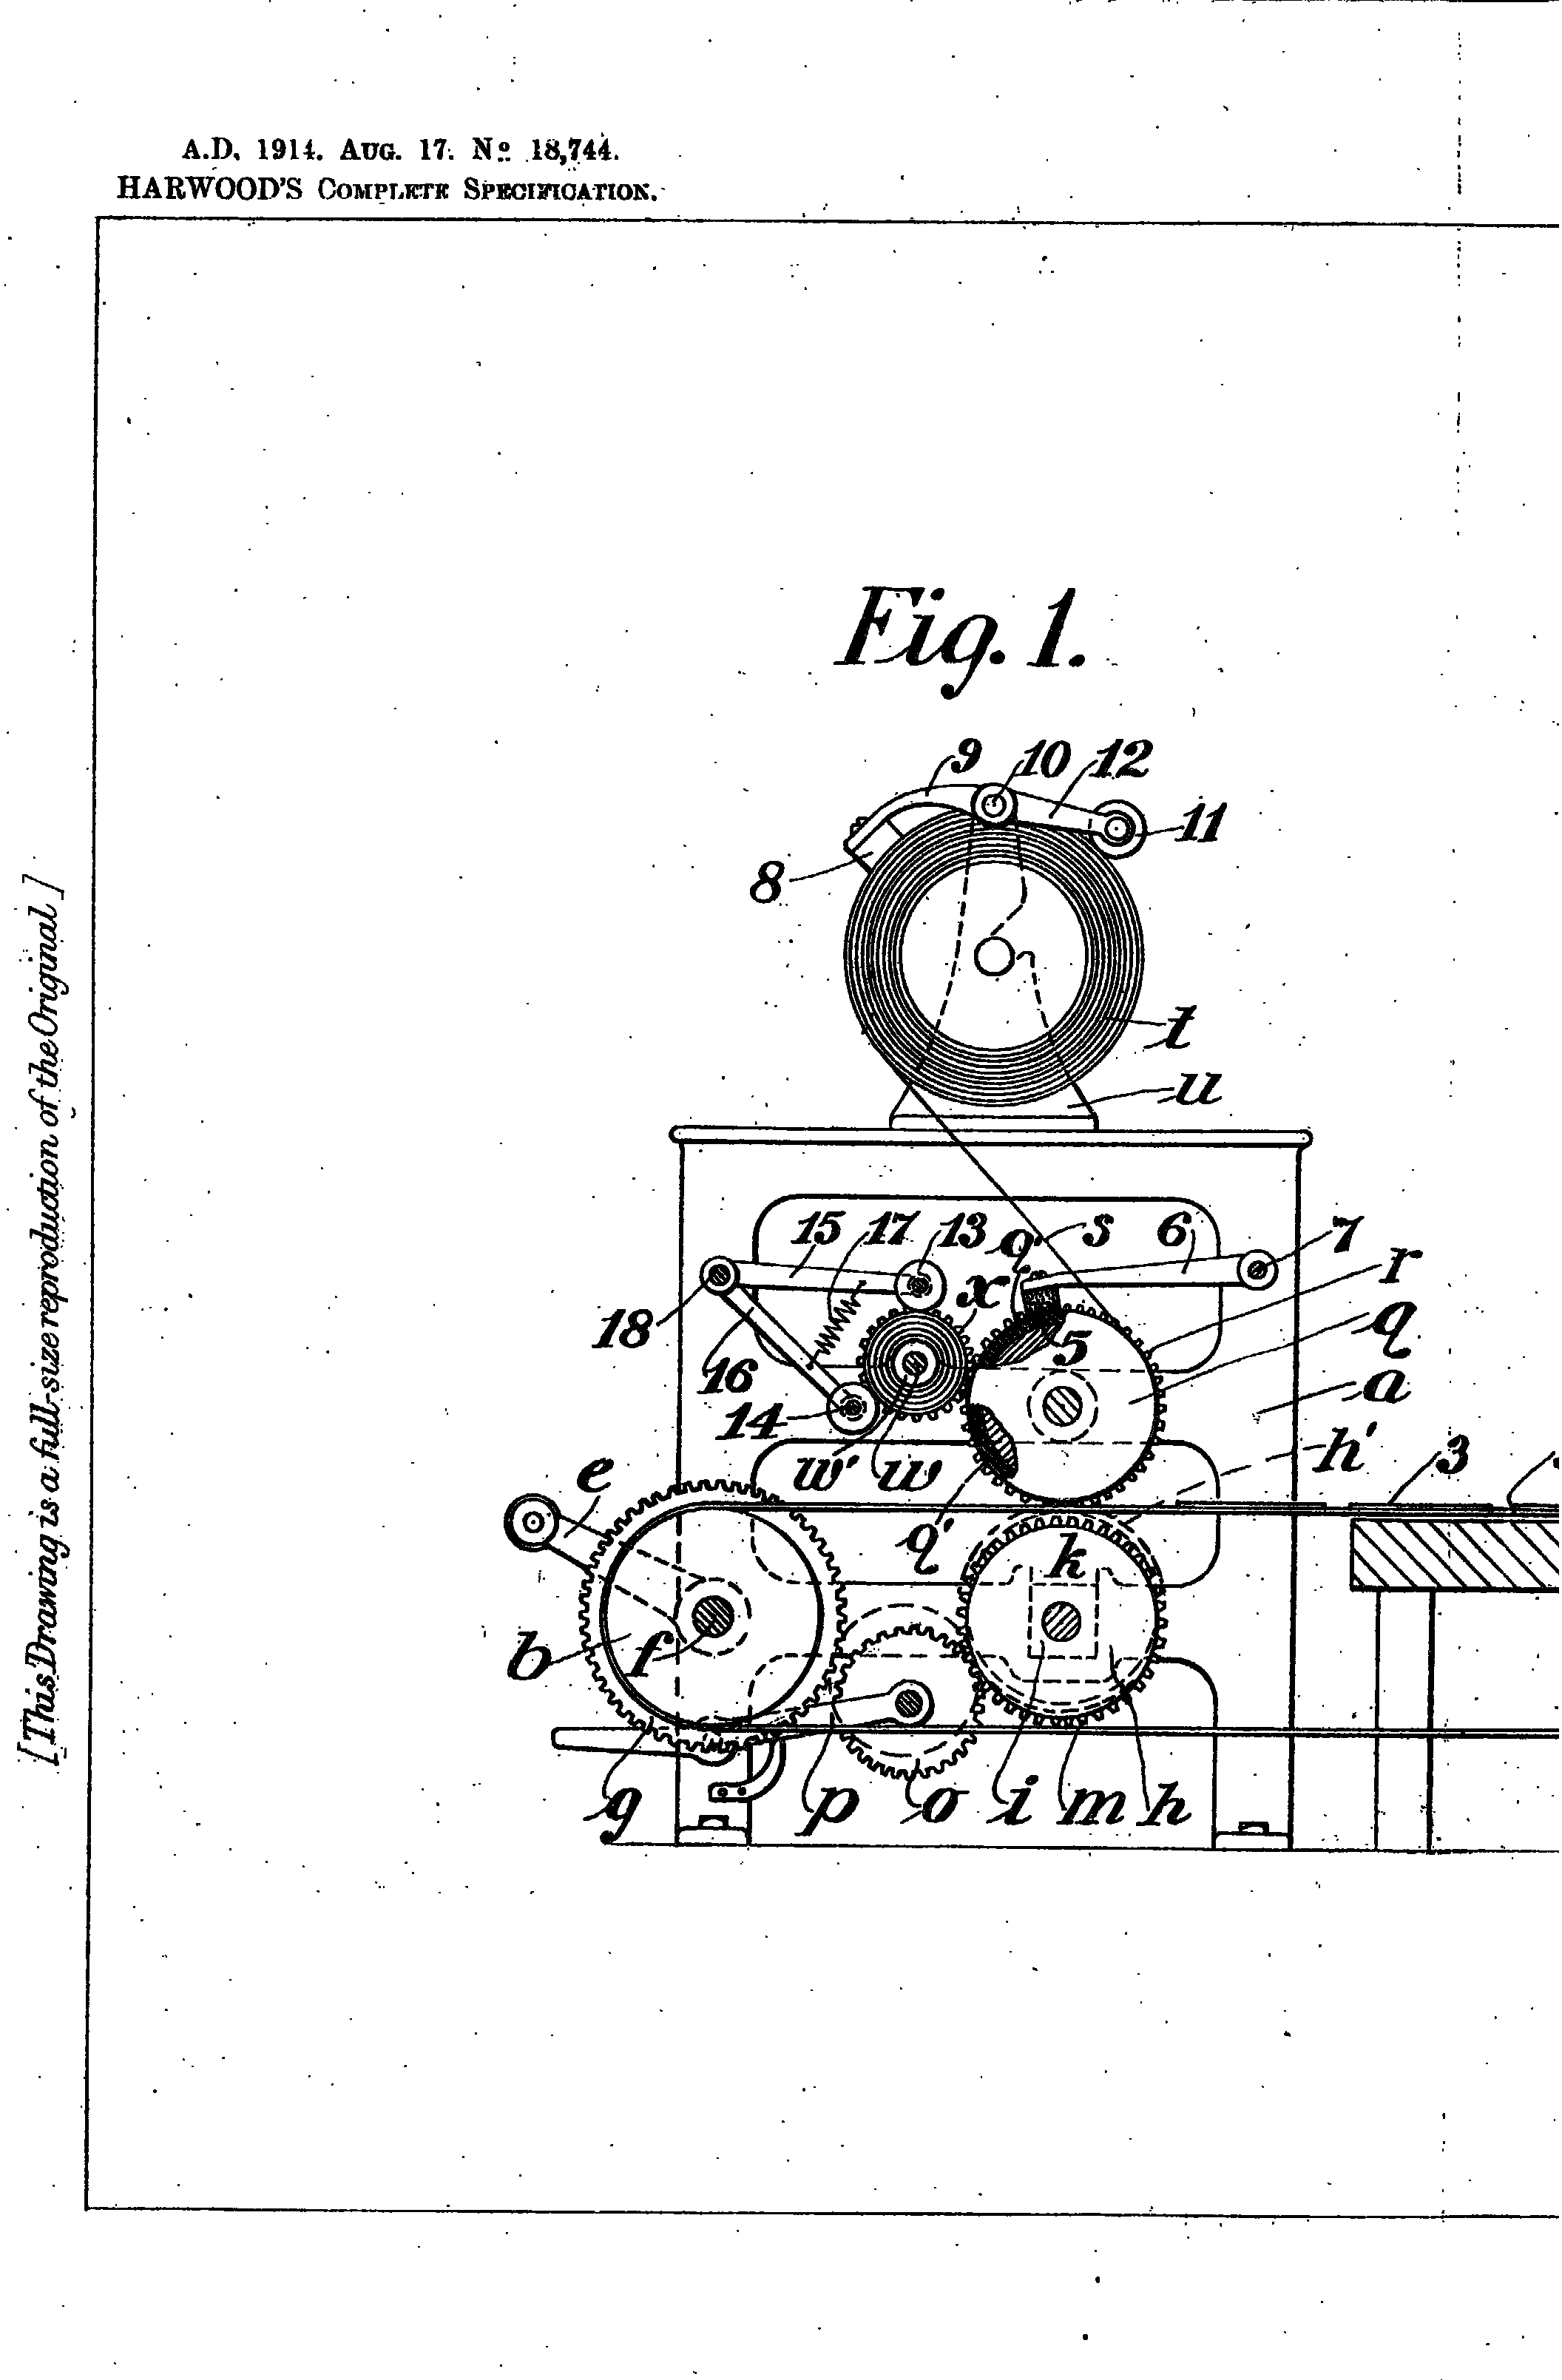 A.D. 1914. AUG. 17. Nº 18,744.
HARWOOD'S COMPLETE SPECIFICATION.
[This Drawing is a full-size reproduction of the Original]
Fig. 1.
9 10 12
11
8
t
u
15 17 13 q' s 6 7
x r
18 5 q
16 a
14
w' w h' 3
e
q' k
b f
g p o i m h